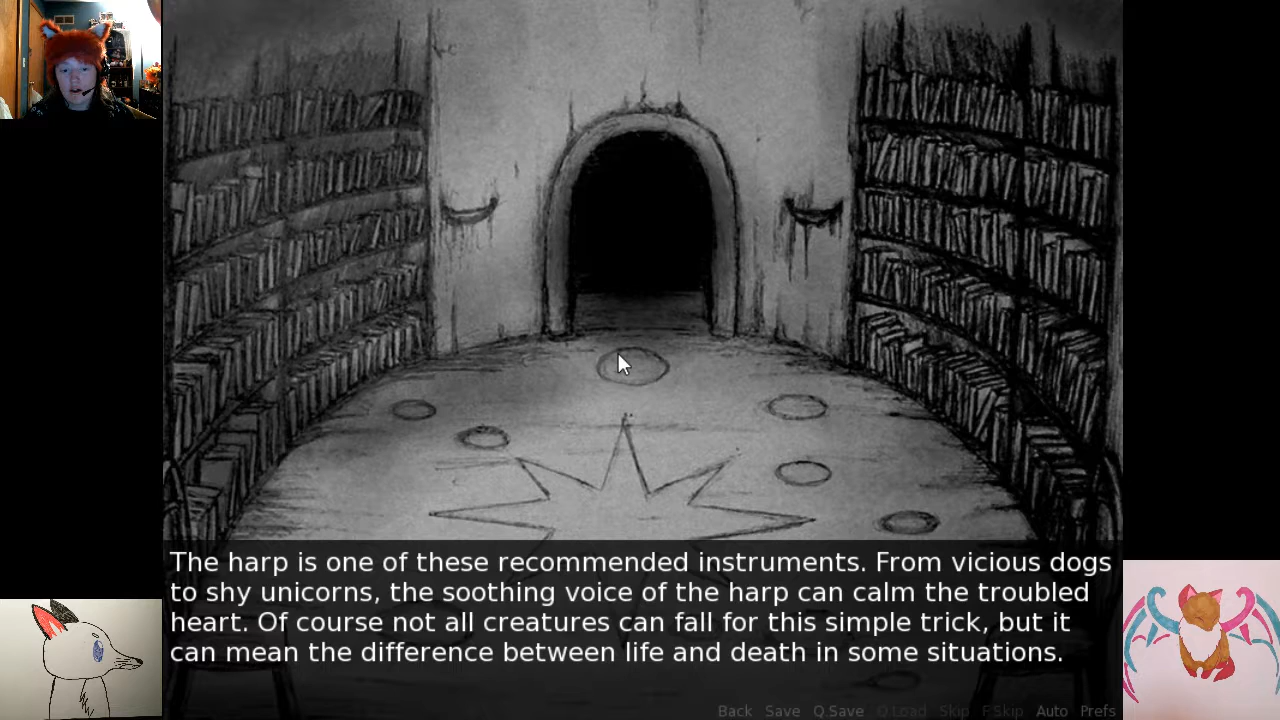 The harp is one of these recommended instruments. From vicious dogs
to shy unicorns, the soothing voice of the harp can calm the troubled
heart. Of course not all creatures can fall for this simple trick, but it
can mean the difference between life and death in some situations.
Back Save Q.Save Q.Load Skip F.Skip Auto Prefs